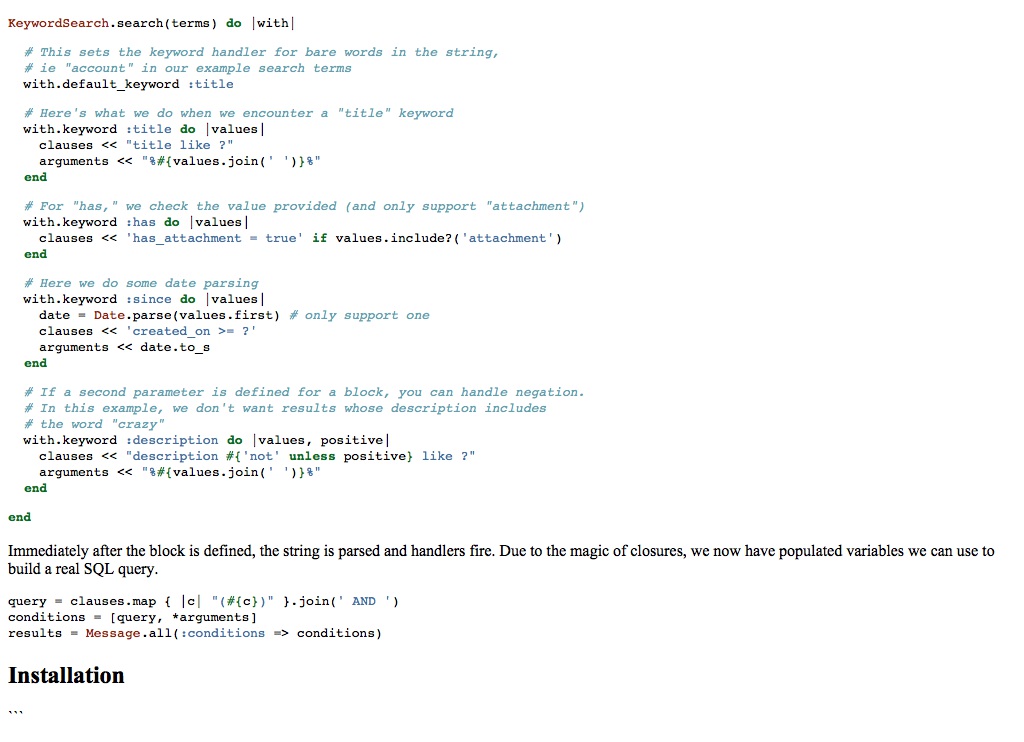 KeywordSearch.search(terms) do |with|
# This sets the keyword handler for bare words in the string,
# ie "account" in our example search terms
with.default_keyword :title
# Here's what we do when we encounter a "title" keyword
with.keyword :title do |values|
clauses << "title like ?"
arguments << "%#{values.join(' ')}%"
end
# For "has," we check the value provided (and only support "attachment")
with.keyword :has do |values|
clauses << 'has_attachment = true' if values.include?('attachment')
end
# Here we do some date parsing
with.keyword :since do |values|
date = Date.parse(values.first) # only support one
clauses << 'created_on >= ?'
arguments << date.to_s
end
# If a second parameter is defined for a block, you can handle negation.
# In this example, we don't want results whose description includes
# the word "crazy"
with.keyword :description do |values, positive|
clauses << "description #{'not' unless positive} like ?"
arguments << "%#{values.join(' ')}%"
end
end
Immediately after the block is defined, the string is parsed and handlers fire. Due to the magic of closures, we now have populated variables we can use to
build a real SQL query.
query = clauses.map { |c| "(#{c})" }.join(' AND ')
conditions = [query, *arguments]
results = Message.all(:conditions => conditions)
Installation
```